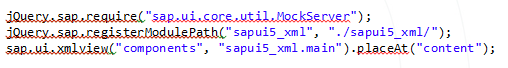 jQuery.sap.require("sap.ui.core.util.MockServer");
jQuery.sap.registerModulePath("sapui5_xml", "./sapui5_xml/");
sap.ui.xmlview("components", "sapui5_xml.main").placeAt("content");